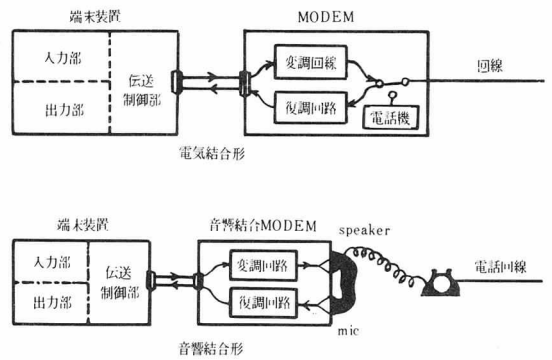 端末装置
MODEM
入力部
出力部
伝送
制御部
変調回線
復調回路
電話機
回線
電気結合形
端末装置
音響結合MODEM
speaker
入力部
出力部
伝送
制御部
変調回路
復調回路
電話回線
mic
音響結合形